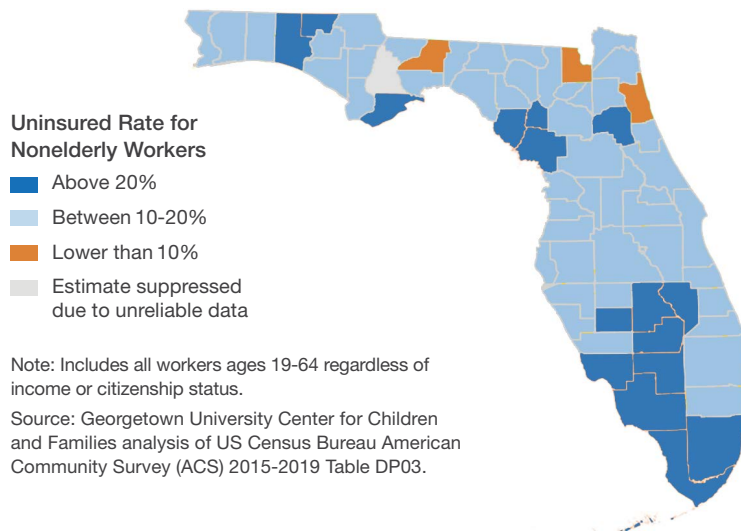 Uninsured Rate for
Nonelderly Workers
Above 20%
Between 10-20%
Lower than 10%
Estimate suppressed
due to unreliable data
Note: Includes all workers ages 19-64 regardless of
income or citizenship status.
Source: Georgetown University Center for Children
and Families analysis of US Census Bureau American
Community Survey (ACS) 2015-2019 Table DP03.